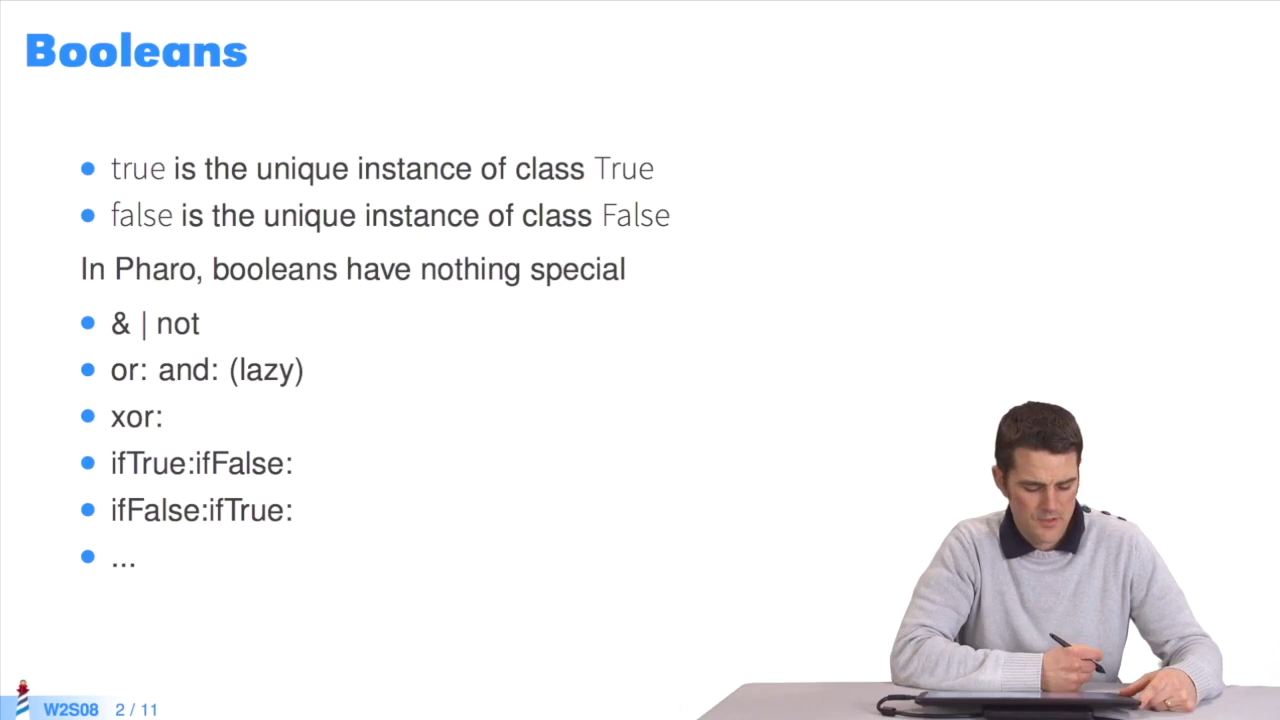 Booleans
true is the unique instance of class True
false is the unique instance of class False
In Pharo, booleans have nothing special
& | not
or: and: (lazy)
xor:
ifTrue:ifFalse:
ifFalse:ifTrue:
...
W2S08 2 / 11